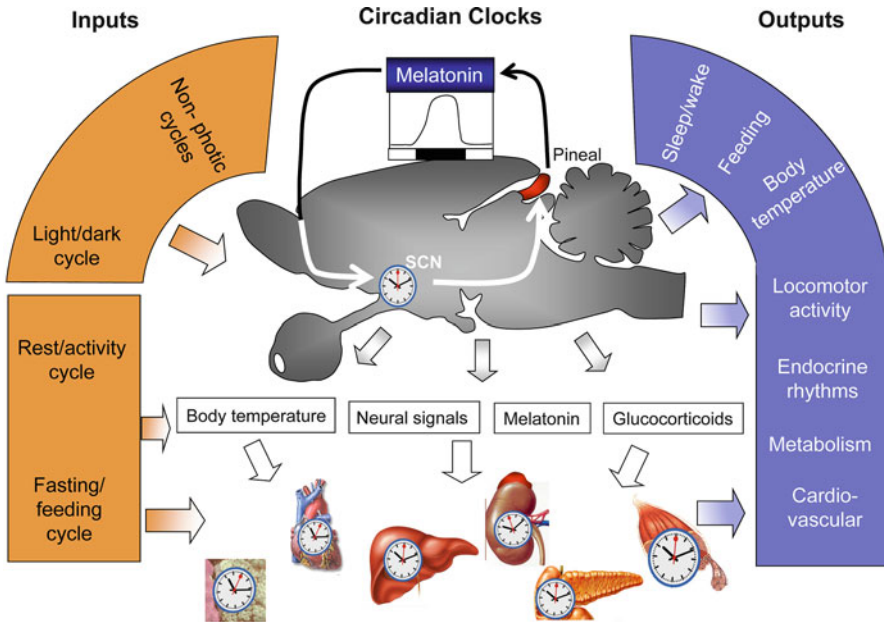 Inputs
Circadian Clocks
Outputs
Non- photic
cycles
Light/dark
cycle
Rest/activity
cycle
Fasting/
feeding
cycle
Melatonin
Pineal
SCN
Body temperature
Neural signals
Melatonin
Glucocorticoids
Sleep/wake
Feeding
Body
temperature
Locomotor
activity
Endocrine
rhythms
Metabolism
Cardio-
vascular